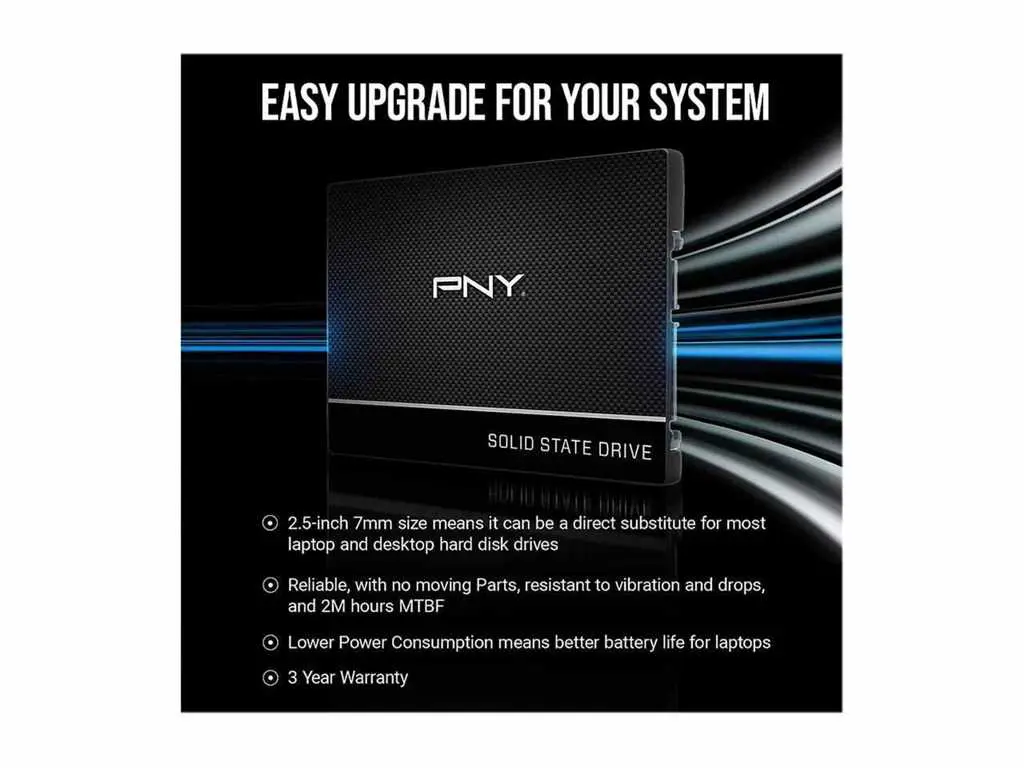 EASY UPGRADE FOR YOUR SYSTEM
PNY
SOLID STATE DRIVE
2.5-inch 7mm size means it can be a direct substitute for most
laptop and desktop hard disk drives
Reliable, with no moving Parts, resistant to vibration and drops,
and 2M hours MTBF
Lower Power Consumption means better battery life for laptops
3 Year Warranty